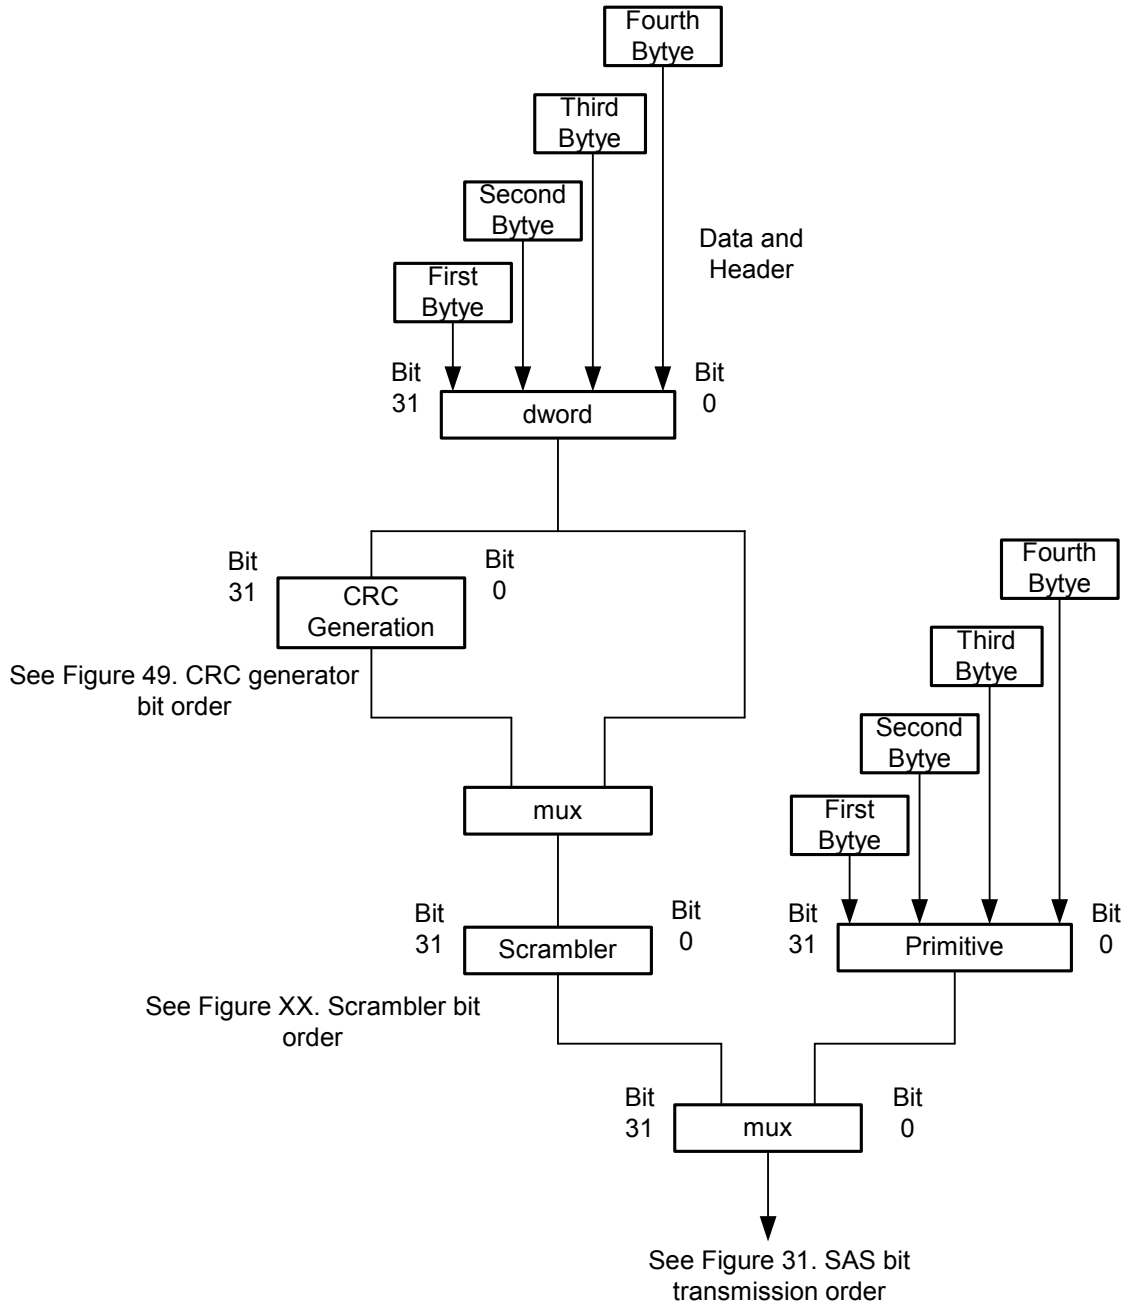 Fourth
Bytye
Third
Bytye
Second
Bytye
Data and
Header
First
Bytye
Bit
31
Bit
0
dword
Bit
31
Bit
0
CRC
Generation
See Figure 49. CRC generator
bit order
Fourth
Bytye
Third
Bytye
Second
Bytye
First
Bytye
mux
Bit
31
Bit
0
Scrambler
Bit
31
Bit
0
Primitive
See Figure XX. Scrambler bit
order
Bit
31
Bit
0
mux
See Figure 31. SAS bit
transmission order